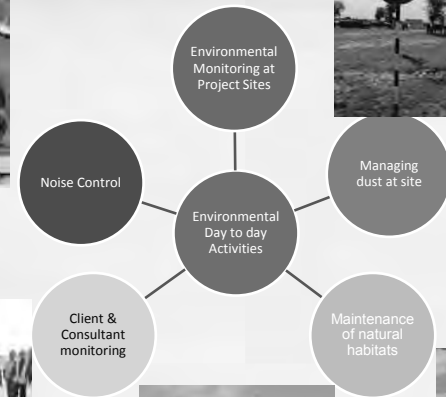 Environmental
Monitoring at
Project Sites
Noise Control
Managing
dust at site
Environmental
Day to day
Activities
Client &
Consultant
monitoring
Maintenance
of natural
habitats